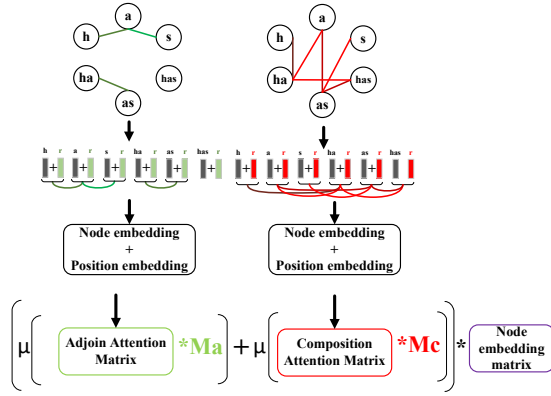 a
h
s
ha
has
as
a
h
s
ha
has
as
h r a r s r ha r as r has r
+ + + + + +
h r a r s r ha r as r has r
+ + + + + +
Node embedding
+
Position embedding
Node embedding
+
Position embedding
( μ ( Adjoin Attention
Matrix
*Ma ) + μ (
Composition
Attention Matrix
*Mc ) ) *
Node
embedding
matrix